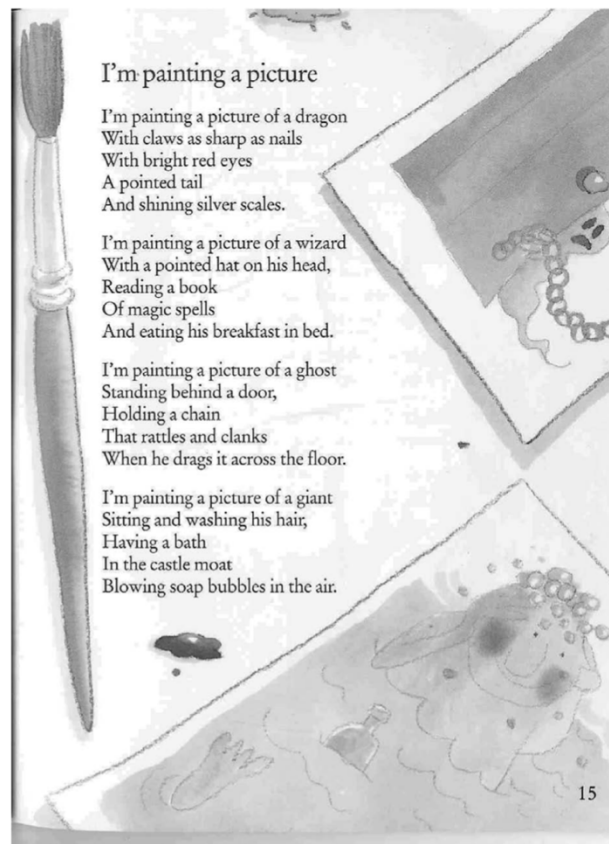 I'm painting a picture
I'm painting a picture of a dragon
With claws as sharp as nails
With bright red eyes
A pointed tail
And shining silver scales.
I'm painting a picture of a wizard
With a pointed hat on his head,
Reading a book
Of magic spells
And eating his breakfast in bed.
I'm painting a picture of a ghost
Standing behind a door,
Holding a chain
That rattles and clanks
When he drags it across the floor.
I'm painting a picture of a giant
Sitting and washing his hair,
Having a bath
In the castle moat
Blowing soap bubbles in the air.
15